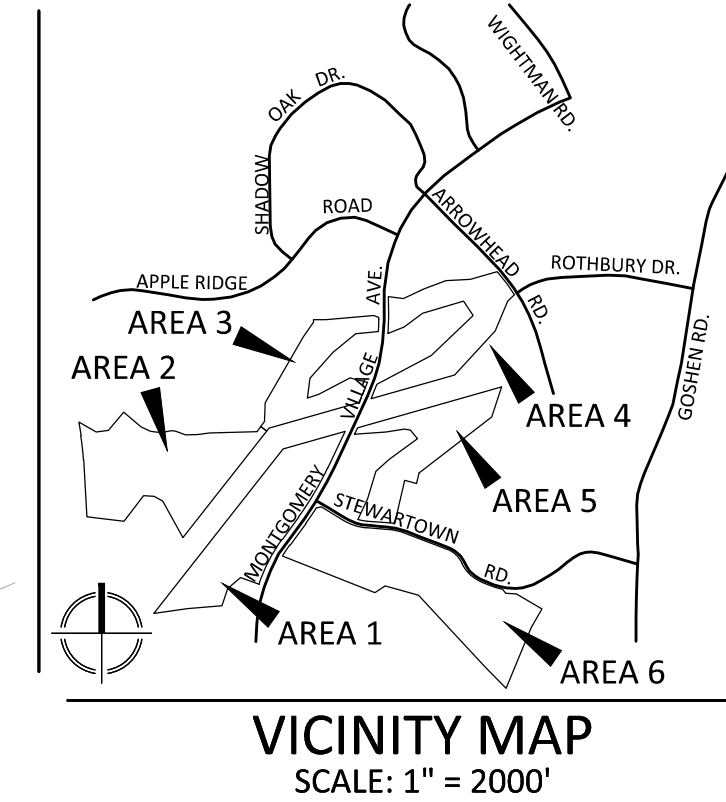 WIGHTMAN RD.
SHADOW OAK DR.
APPLE RIDGE ROAD
ARROWHEAD RD.
ROTHBURY DR.
GOSHEN RD.
MONTGOMERY VILLAGE AVE.
AREA 3
AREA 2
AREA 4
AREA 5
STEWARTOWN RD.
AREA 1
AREA 6
VICINITY MAP
SCALE: 1" = 2000'